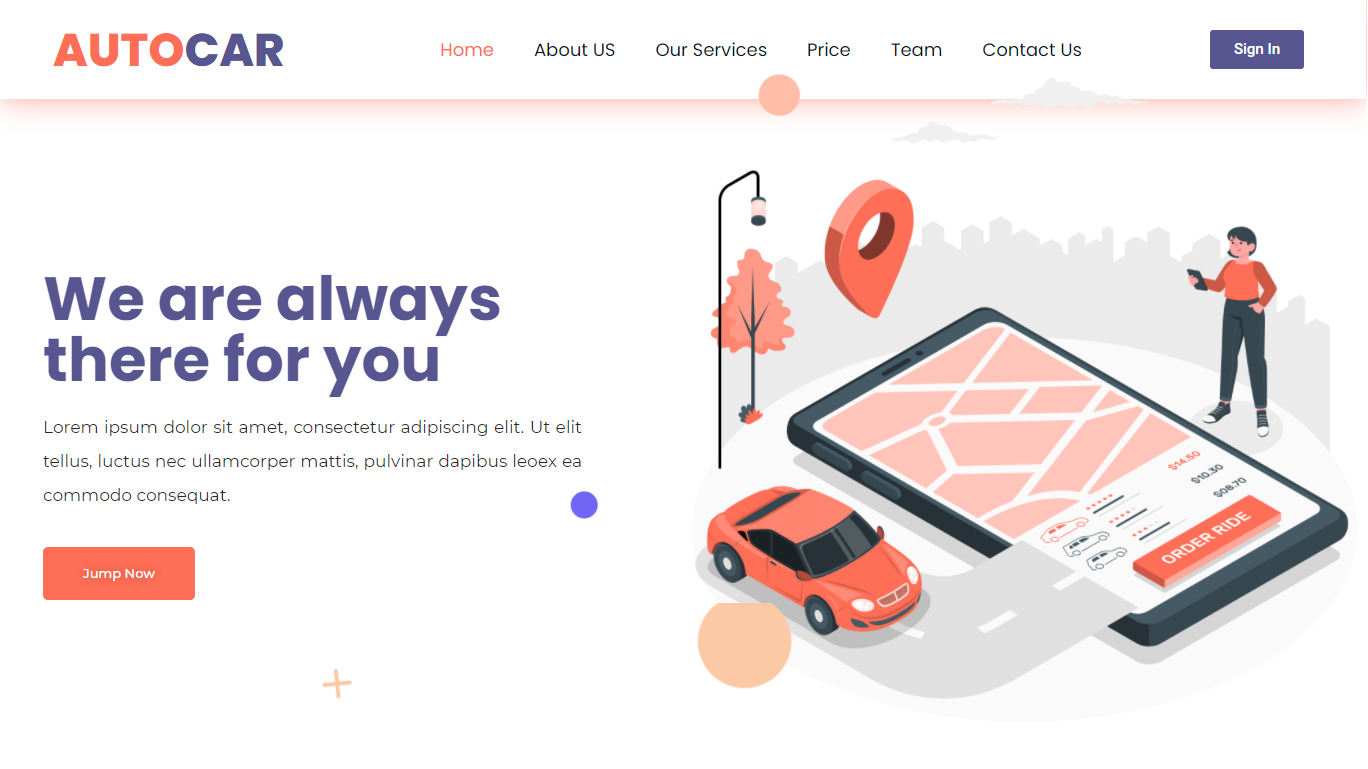 AUTOCAR
Home About US Our Services Price Team Contact Us
Sign In
We are always
there for you
Lorem ipsum dolor sit amet, consectetur adipiscing elit. Ut elit
tellus, luctus nec ullamcorper mattis, pulvinar dapibus leoex ea
commodo consequat.
Jump Now
$14.50
$10.30
$08.70
ORDER RIDE